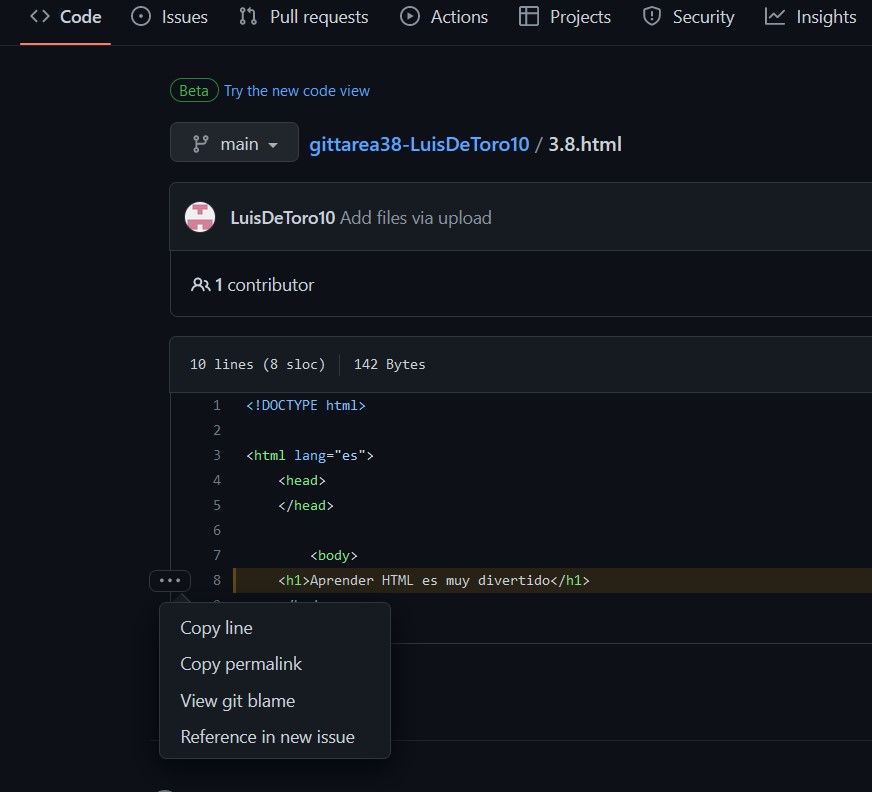 Code Issues Pull requests Actions Projects Security Insights
Beta Try the new code view
main gittarea38-LuisDeToro10 / 3.8.html
LuisDeToro10 Add files via upload
1 contributor
10 lines (8 sloc) 142 Bytes
1 <!DOCTYPE html>
2
3 <html lang="es">
4 <head>
5 </head>
6
7 <body>
8 <h1>Aprender HTML es muy divertido</h1>
Copy line
Copy permalink
View git blame
Reference in new issue